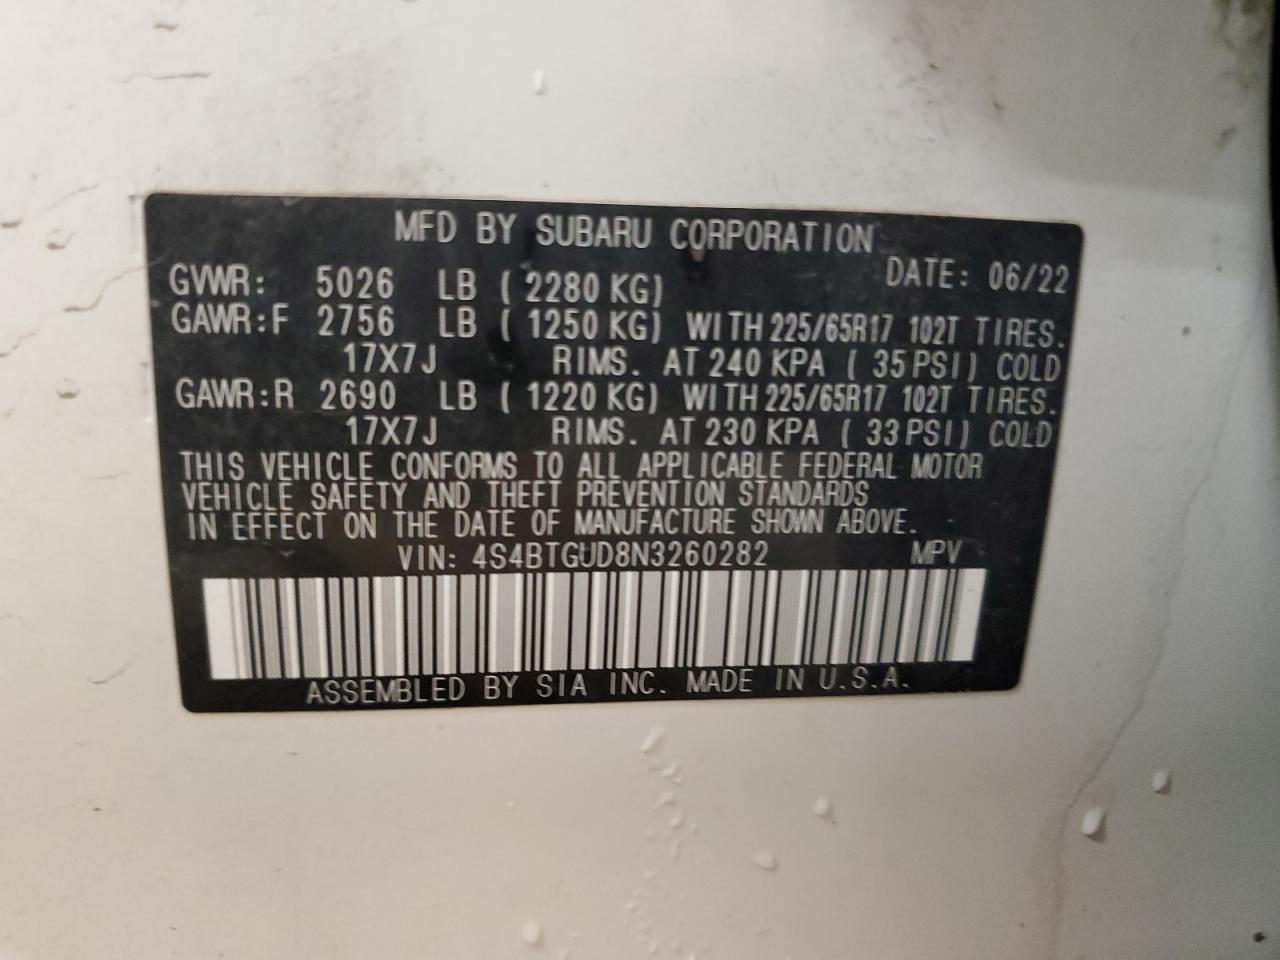 MFD BY SUBARU CORPORATION
DATE: 06/22
GVWR: 5026 LB ( 2280 KG)
GAWR:F 2756 LB ( 1250 KG) WITH 225/65R17 102T TIRES.
17X7J RIMS. AT 240 KPA ( 35 PSI) COLD
GAWR:R 2690 LB ( 1220 KG) WITH 225/65R17 102T TIRES.
17X7J RIMS. AT 230 KPA ( 33 PSI) COLD
THIS VEHICLE CONFORMS TO ALL APPLICABLE FEDERAL MOTOR
VEHICLE SAFETY AND THEFT PREVENTION STANDARDS
IN EFFECT ON THE DATE OF MANUFACTURE SHOWN ABOVE.
VIN: 4S4BTGUD8N3260282 MPV
ASSEMBLED BY SIA INC. MADE IN U.S.A.